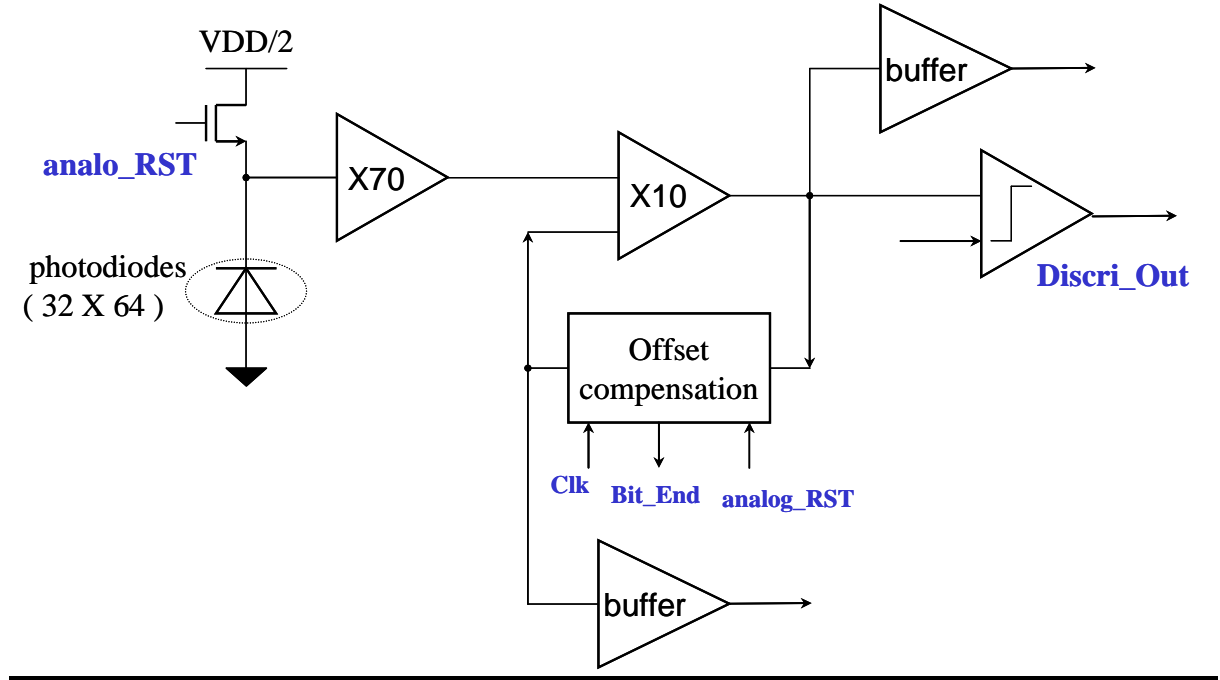 VDD/2
buffer
analo_RST
X70
X10
photodiodes
( 32 X 64 )
Discri_Out
Offset
compensation
Clk
Bit_End
analog_RST
buffer